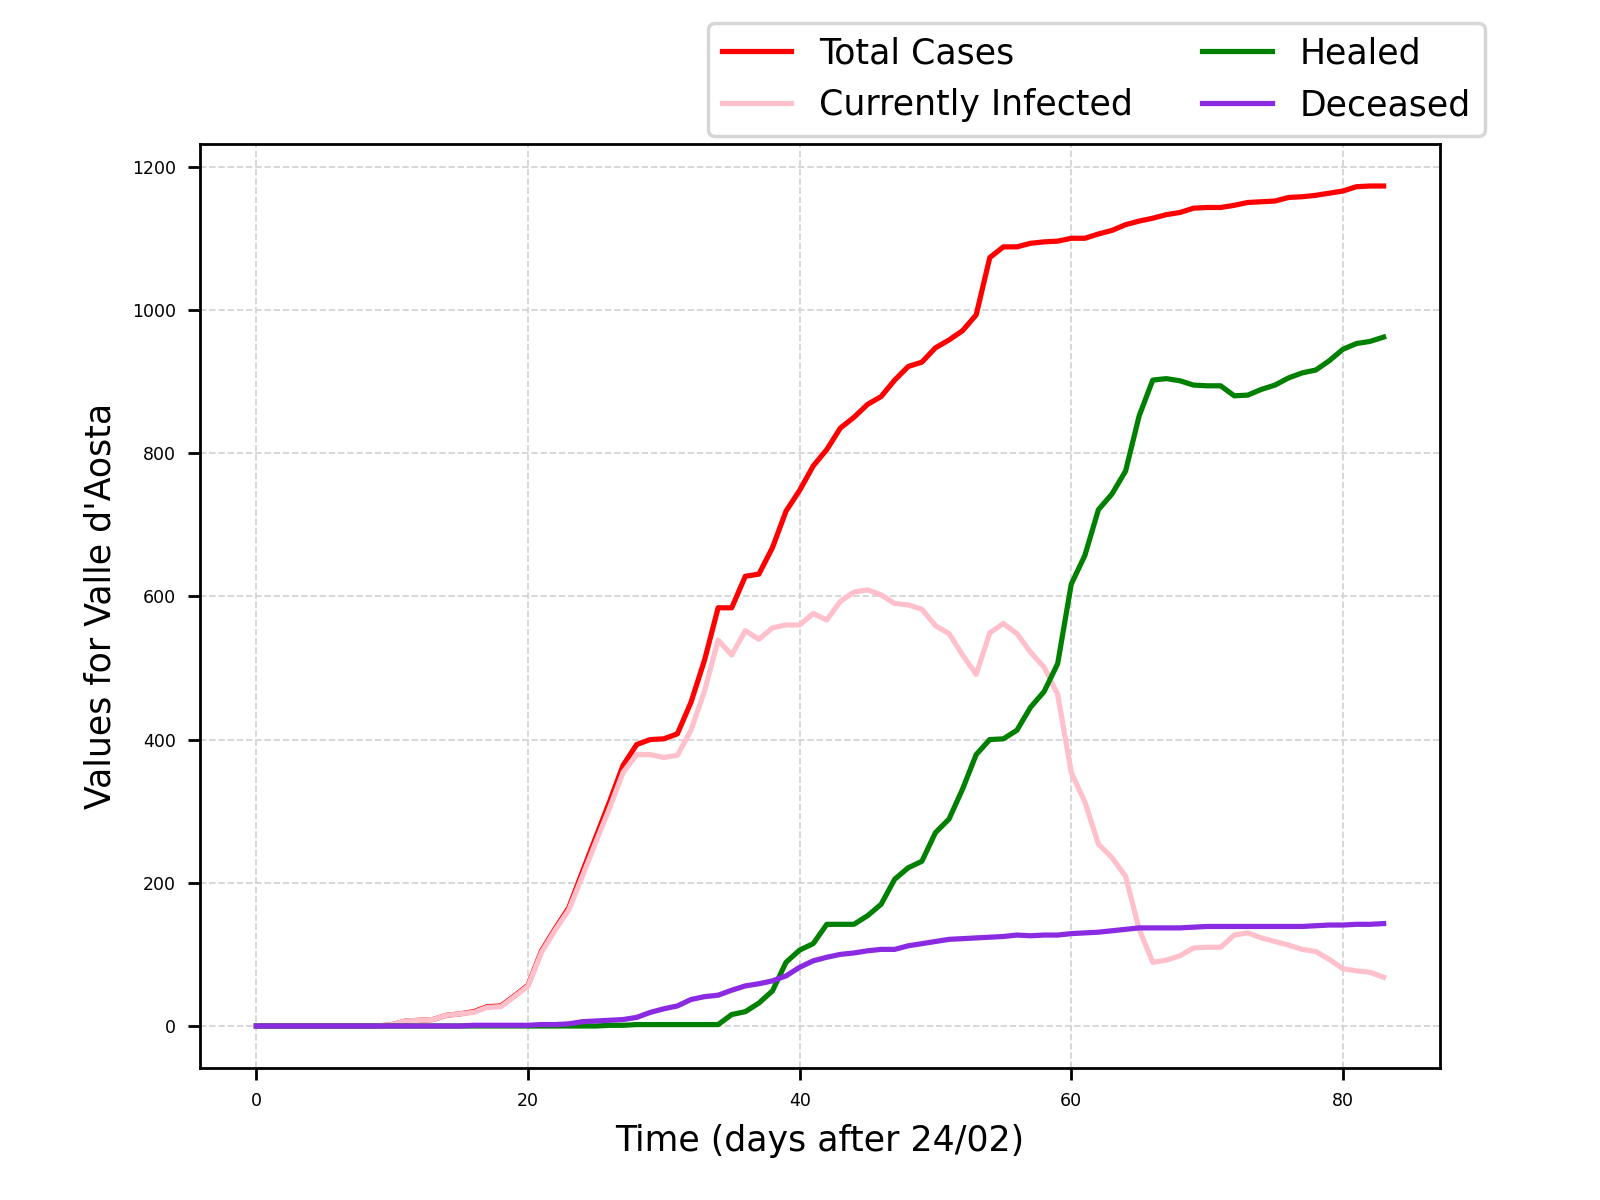 Total Cases
Currently Infected
Healed
Deceased
1200
1000
800
600
400
200
0
Values for Valle d'Aosta
0 20 40 60 80
Time (days after 24/02)